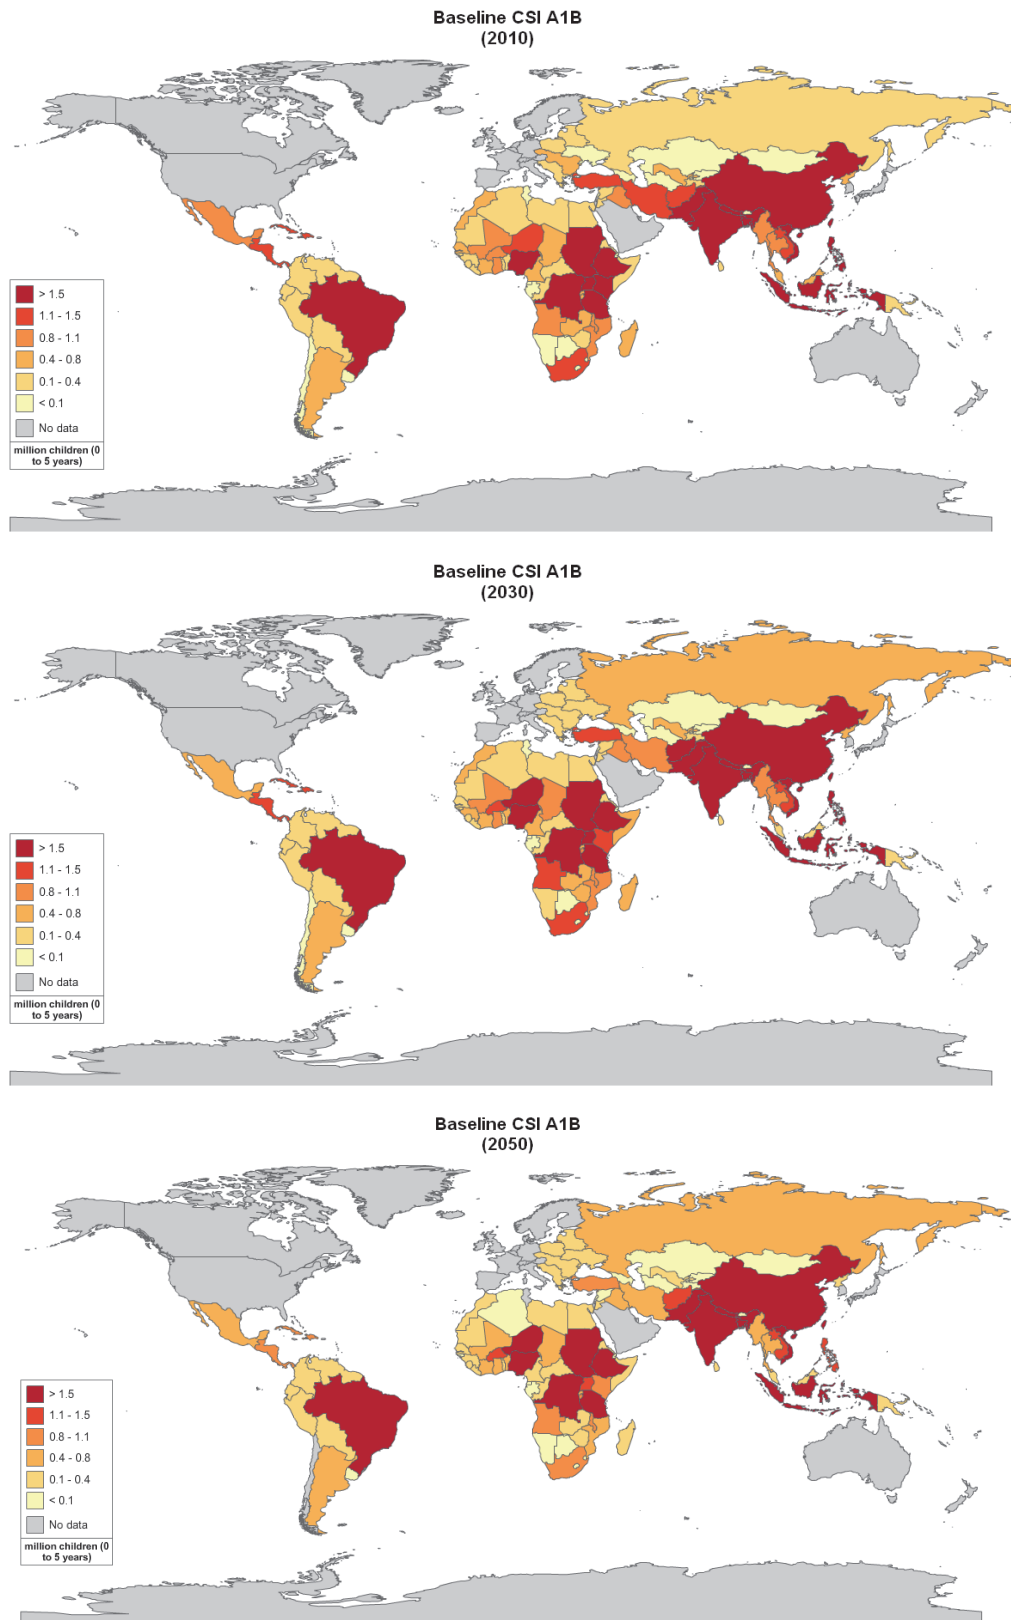 Baseline CSI A1B
(2010)
> 1.5
1.1 - 1.5
0.8 - 1.1
0.4 - 0.8
0.1 - 0.4
< 0.1
No data
million children (0
to 5 years)
Baseline CSI A1B
(2030)
> 1.5
1.1 - 1.5
0.8 - 1.1
0.4 - 0.8
0.1 - 0.4
< 0.1
No data
million children (0
to 5 years)
Baseline CSI A1B
(2050)
> 1.5
1.1 - 1.5
0.8 - 1.1
0.4 - 0.8
0.1 - 0.4
< 0.1
No data
million children (0
to 5 years)